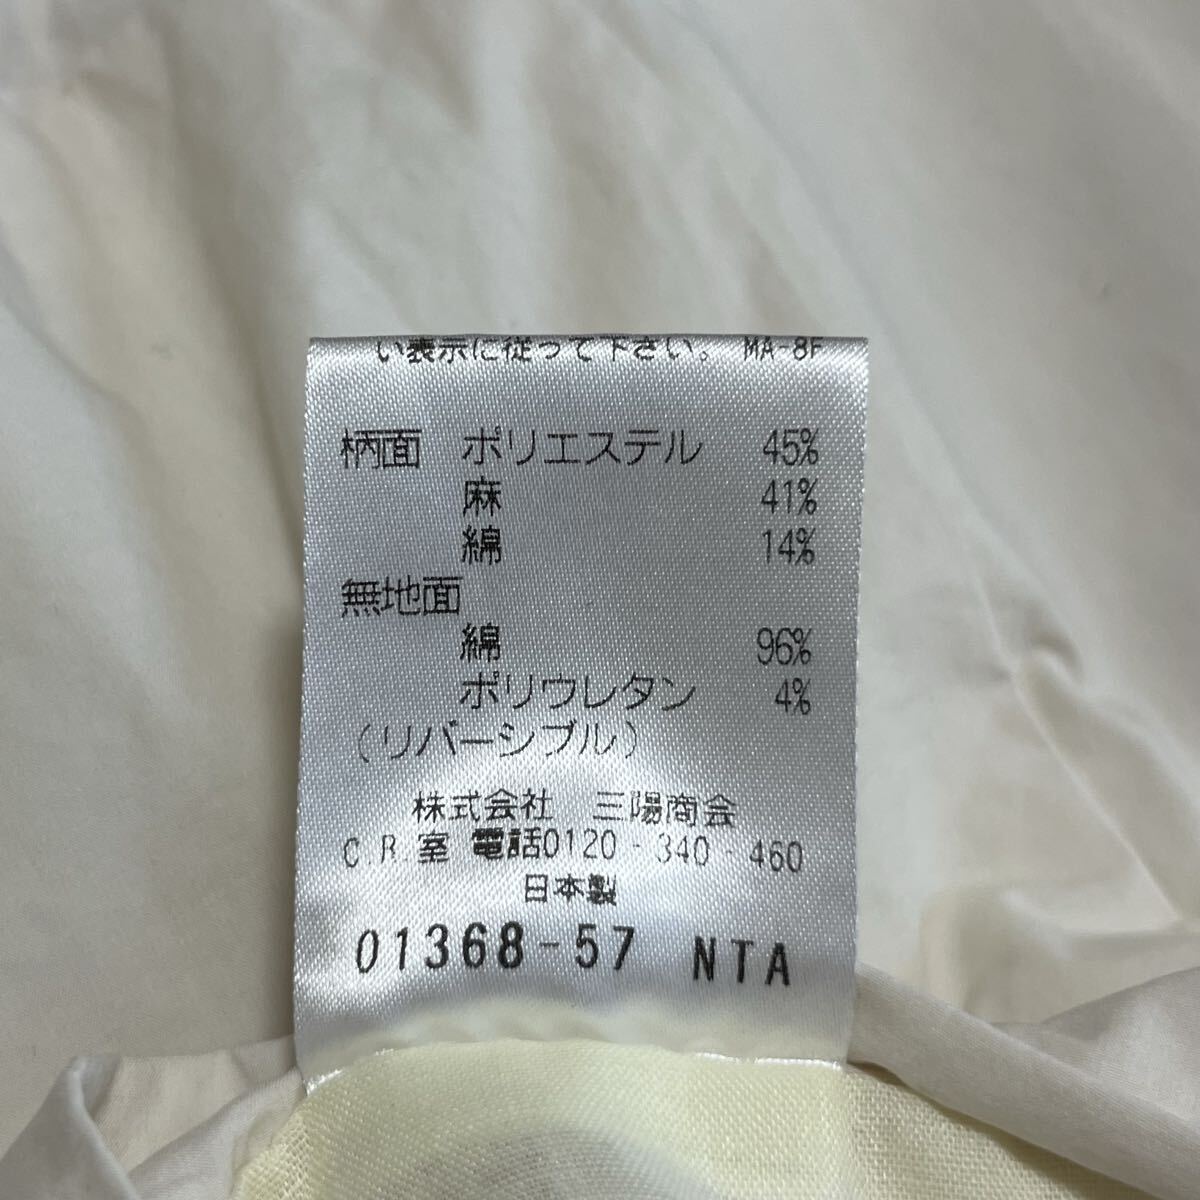 い表示に従って下さい。 MA-8F
柄面 ポリエステル 45%
麻 41%
綿 14%
無地面
綿 96%
ポリウレタン 4%
(リバーシブル)
株式会社 三陽商会
C.R.室 電話0120-340-460
日本製
01368-57 NTA